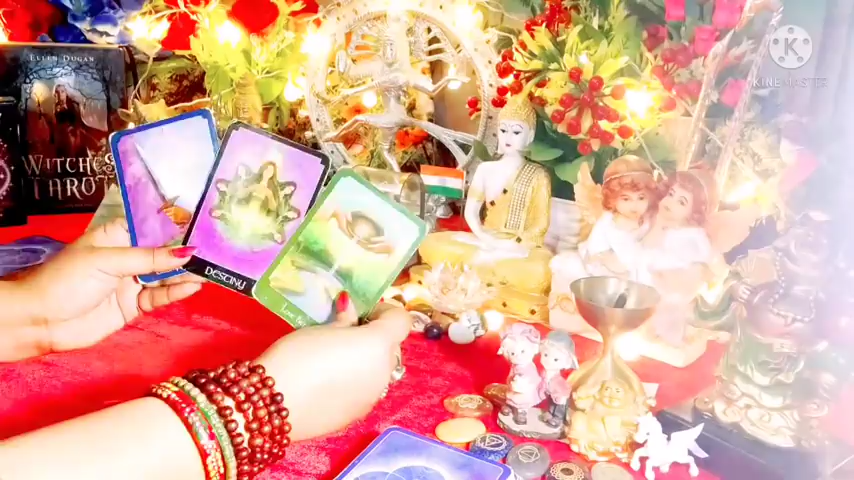 ELLEN DUGAN
WITCHES
TAROT
DESTINY
K
KINEMASTER